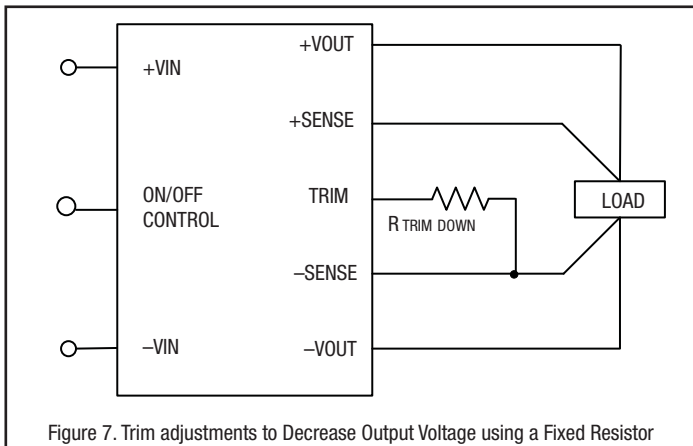 +VIN
ON/OFF
CONTROL
–VIN
+VOUT
+SENSE
TRIM
–SENSE
–VOUT
R TRIM DOWN
LOAD
Figure 7. Trim adjustments to Decrease Output Voltage using a Fixed Resistor